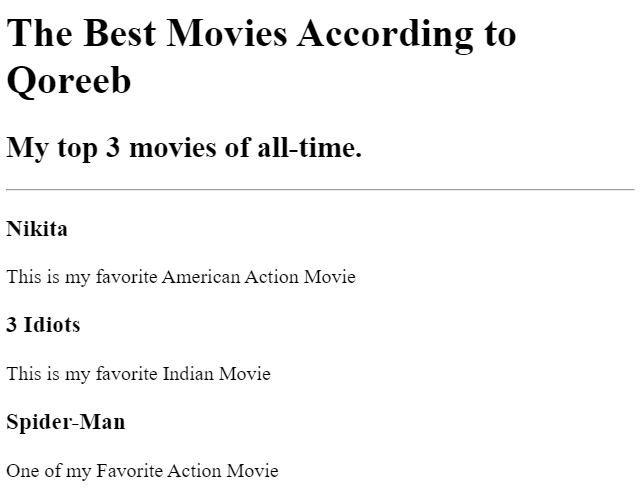 The Best Movies According to
Qoreeb
My top 3 movies of all-time.
Nikita
This is my favorite American Action Movie
3 Idiots
This is my favorite Indian Movie
Spider-Man
One of my Favorite Action Movie